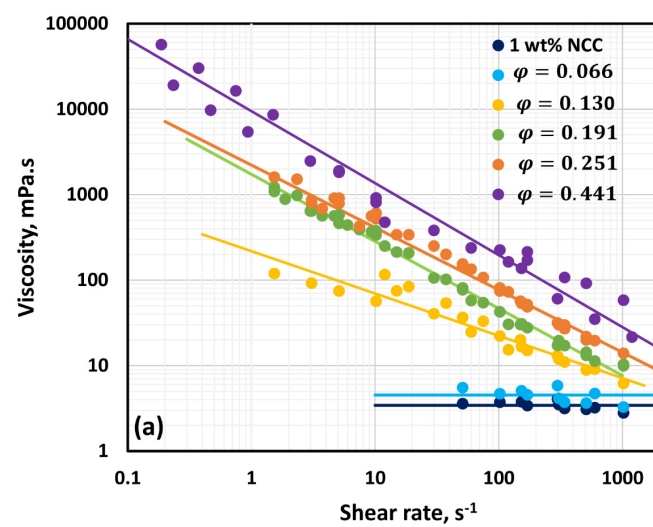 100000
10000
1000
100
10
1
0.1
1
10
100
1000
Viscosity, mPa.s
Shear rate, s⁻¹
(a)
1 wt% NCC
φ = 0.066
φ = 0.130
φ = 0.191
φ = 0.251
φ = 0.441